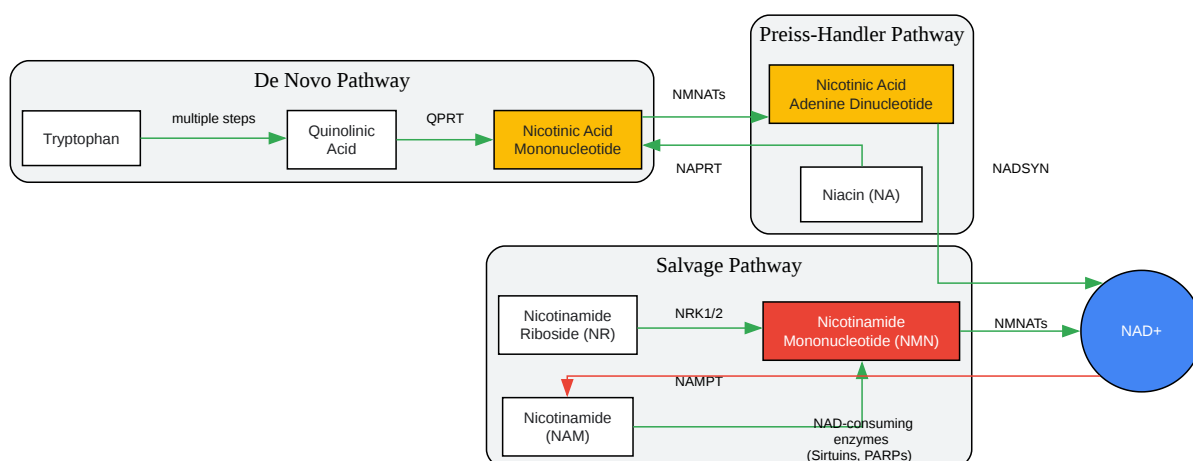 Preiss-Handler Pathway
De Novo Pathway
Nicotinic Acid
Adenine Dinucleotide
NMNATs
multiple steps
QPRT
Tryptophan
Quinolinic
Acid
Nicotinic Acid
Mononucleotide
NAPRT
NADSYN
Niacin (NA)
Salvage Pathway
Nicotinamide
Riboside (NR)
NRK1/2
Nicotinamide
Mononucleotide (NMN)
NMNATs
NAD+
NAMPT
Nicotinamide
(NAM)
NAD-consuming
enzymes
(Sirtuins, PARPs)